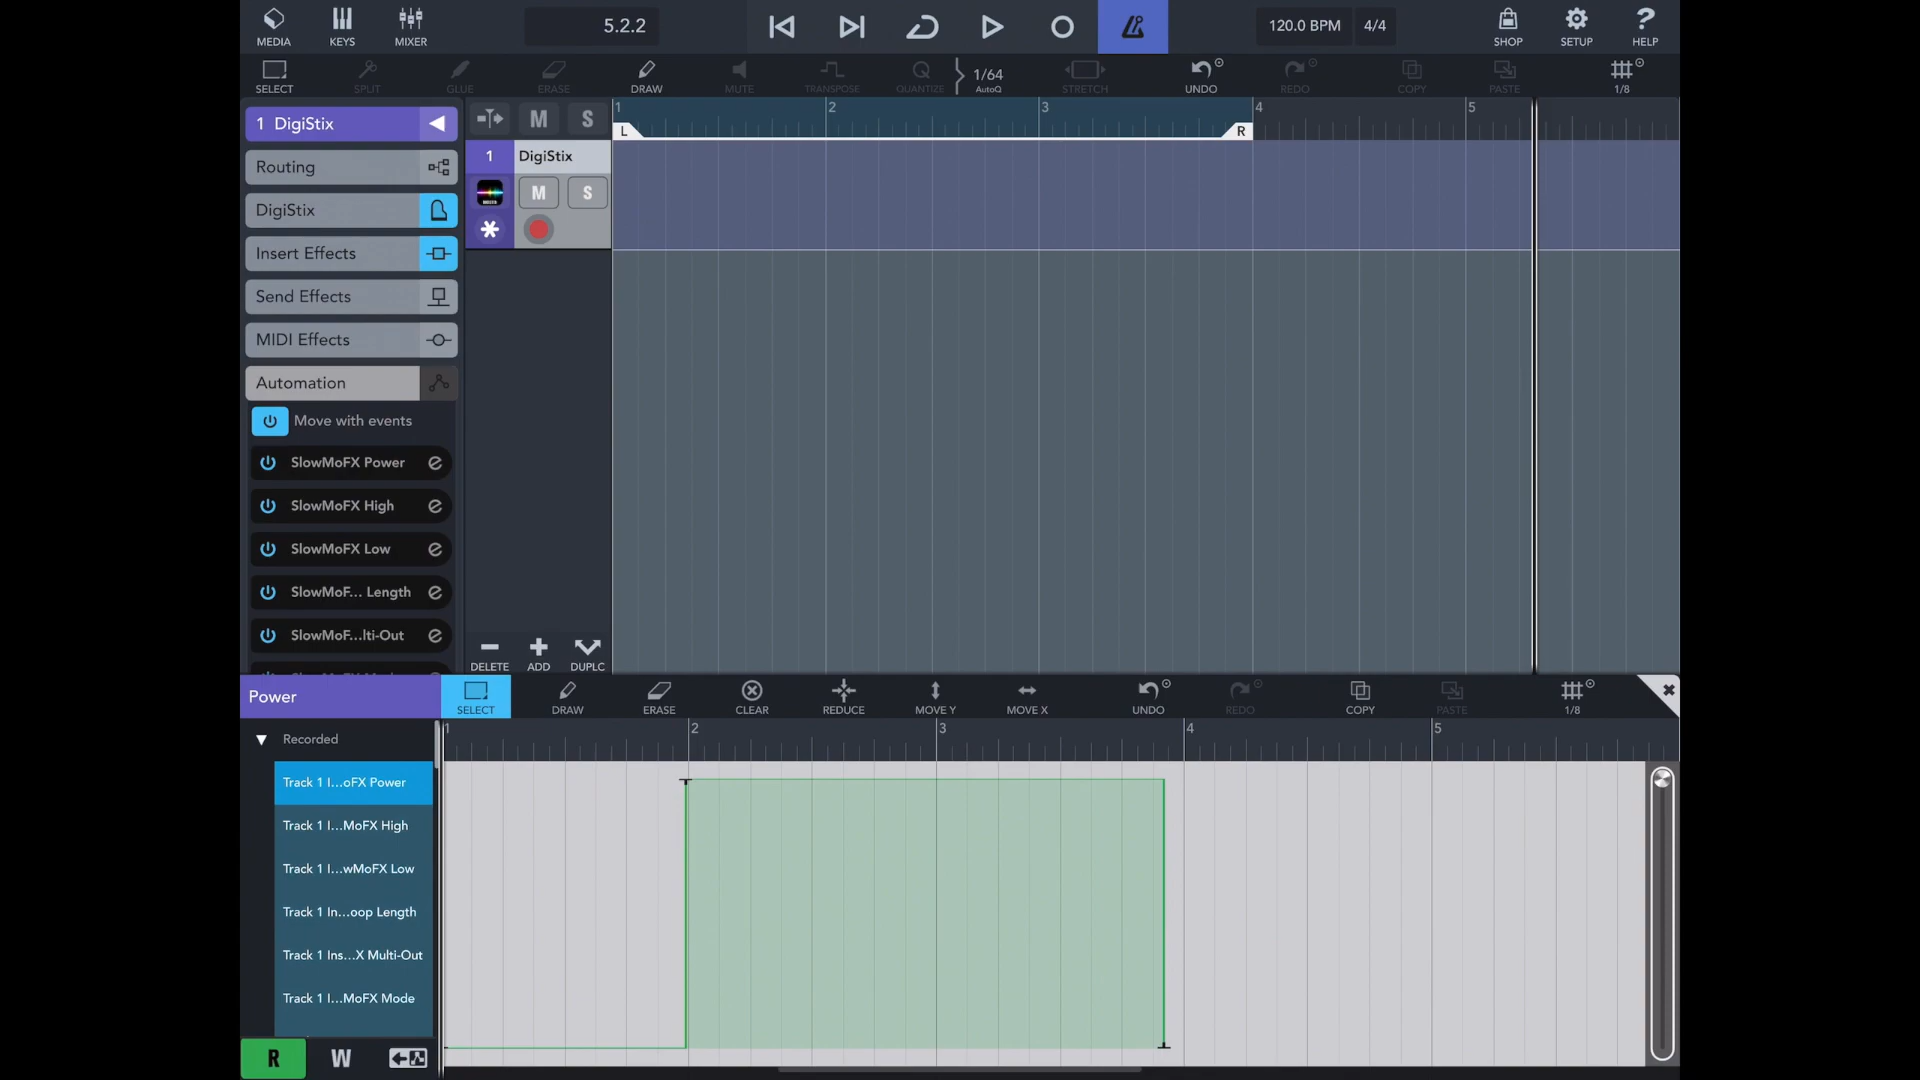 MEDIA KEYS MIXER 5.2.2 120.0 BPM 4/4 SHOP SETUP HELP
SELECT SPLIT GLUE ERASE DRAW MUTE TRANSPOSE QUANTIZE 1/64 AutoQ STRETCH UNDO REDO COPY PASTE 1/8
1 DigiStix M S 1 2 3 4 5
L R
1 DigiStix
Routing
M S
DigiStix
Insert Effects
Send Effects
MIDI Effects
Automation
Move with events
SlowMoFX Power
SlowMoFX High
SlowMoFX Low
SlowMoF... Length
SlowMoF...lti-Out
DELETE ADD DUPLC
Power SELECT DRAW ERASE CLEAR REDUCE MOVE Y MOVE X UNDO REDO COPY PASTE 1/8
1 2 3 4 5
Recorded
Track 1 I...oFX Power
Track 1 I...MoFX High
Track 1 I...wMoFX Low
Track 1 In...oop Length
Track 1 Ins...X Multi-Out
Track 1 I...MoFX Mode
R W